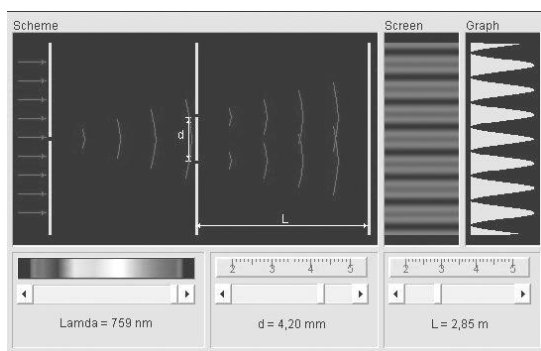 Scheme
Screen
Graph
d
L
2 3 4 5
2 3 4 5
Lamda = 759 nm
d = 4,20 mm
L = 2,85 m